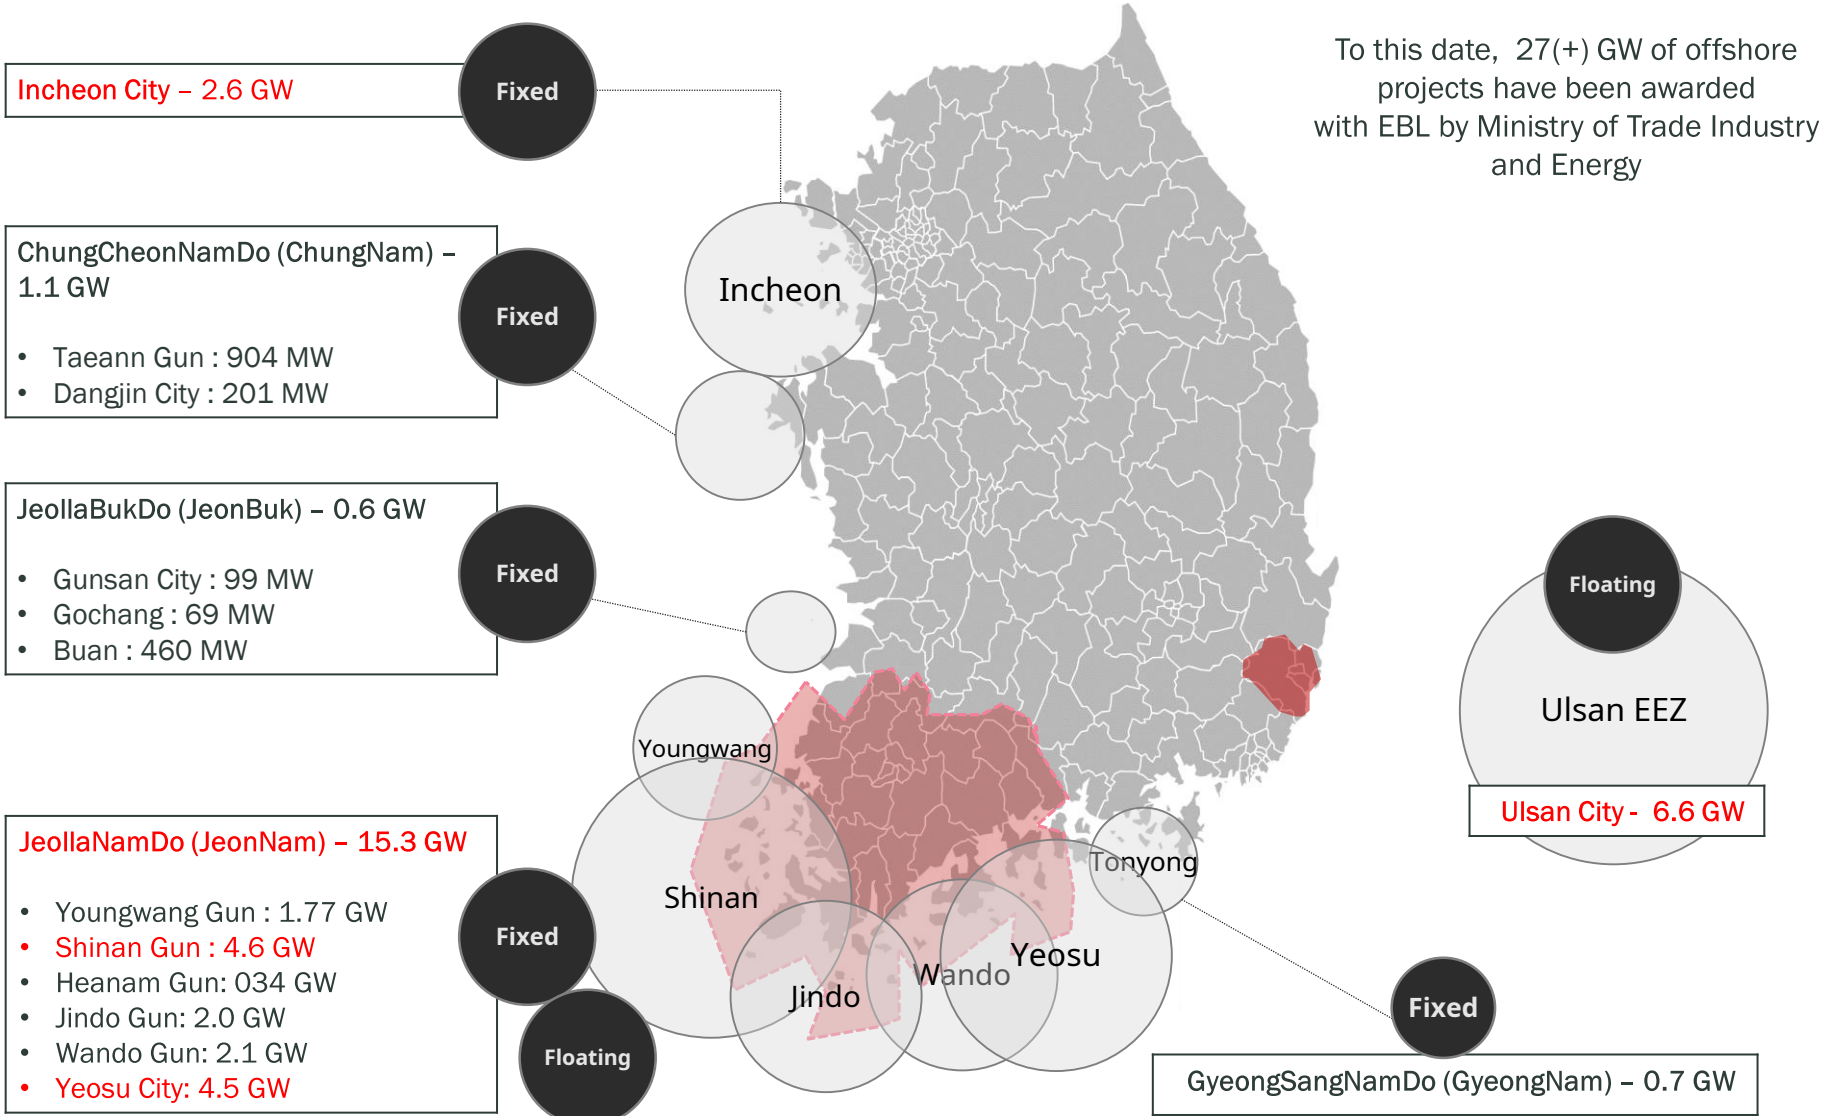 To this date, 27(+) GW of offshore
projects have been awarded
with EBL by Ministry of Trade Industry
and Energy
Incheon City – 2.6 GW
Fixed
ChungCheonNamDo (ChungNam) –
1.1 GW
• Taeann Gun : 904 MW
• Dangjin City : 201 MW
Fixed
JeollaBukDo (JeonBuk) – 0.6 GW
• Gunsan City : 99 MW
• Gochang : 69 MW
• Buan : 460 MW
Fixed
JeollaNamDo (JeonNam) – 15.3 GW
• Youngwang Gun : 1.77 GW
• Shinan Gun : 4.6 GW
• Heanam Gun: 034 GW
• Jindo Gun: 2.0 GW
• Wando Gun: 2.1 GW
• Yeosu City: 4.5 GW
Fixed
Floating
Incheon
Youngwang
Shinan
Jindo
Wando
Yeosu
Tonyong
Floating
Ulsan EEZ
Ulsan City - 6.6 GW
Fixed
GyeongSangNamDo (GyeongNam) – 0.7 GW